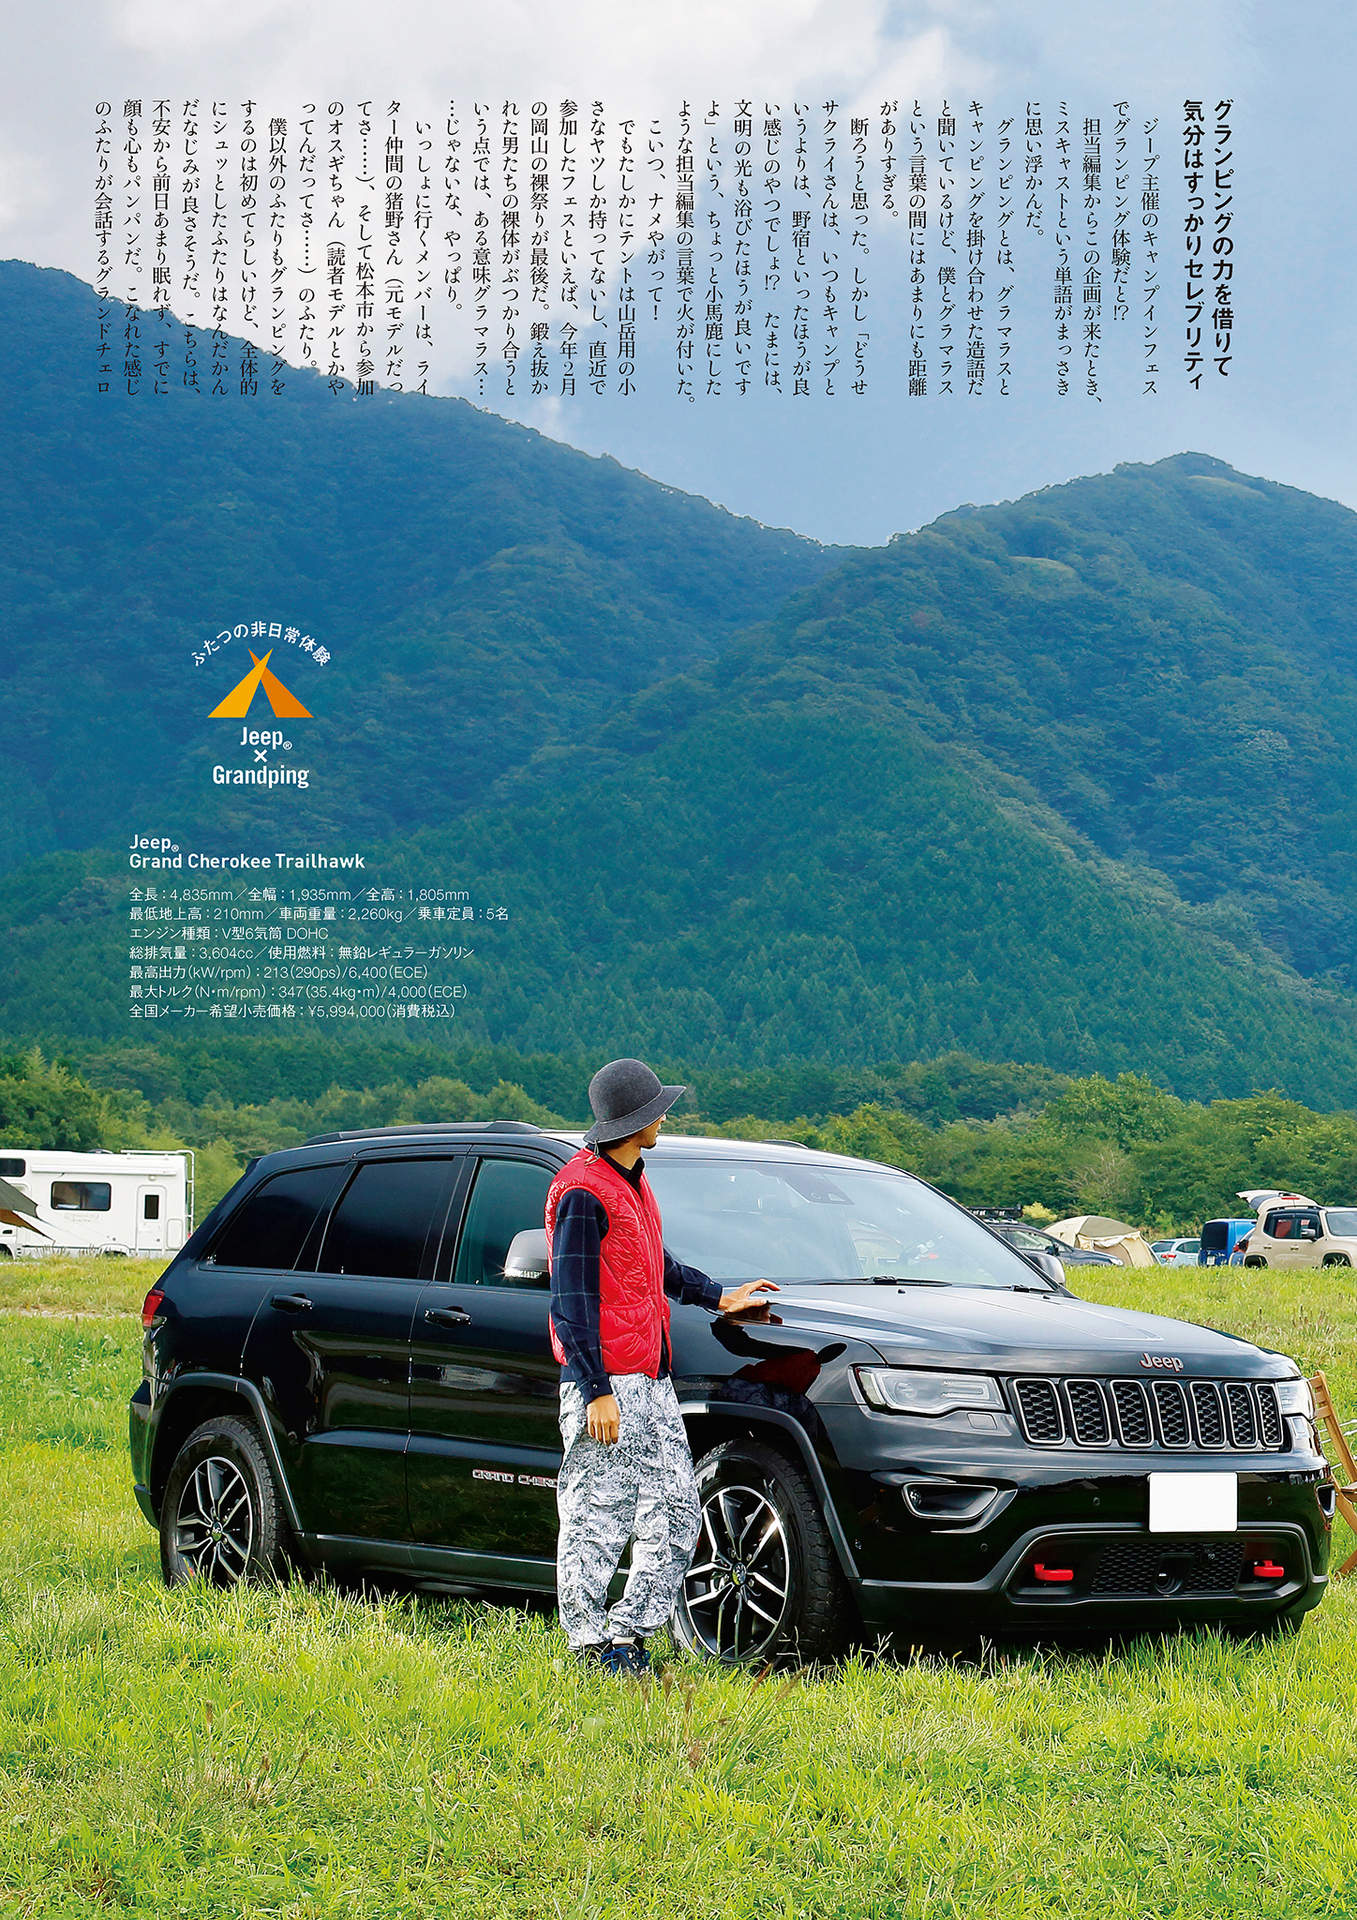 グランピングの力を借りて
気分はすっかりセレブリティ
ジープ主催のキャンプインフェス
でグランピング体験だと!?
担当編集からこの企画が来たとき、
ミスキャストという単語がまっさき
に思い浮かんだ。
グランピングとは、グラマラスと
キャンピングを掛け合わせた造語だ
と聞いているけど、僕とグラマラス
という言葉の間にはあまりにも距離
がありすぎる。
断ろうと思った。しかし「どうせ
サクライさんは、いつもキャンプと
いうよりは、野宿といったほうが良
い感じのやつでしょ!? たまには、
文明の光も浴びたほうが良いです
よ」という、ちょっと小馬鹿にした
ような担当編集の言葉で火が付いた。
こいつ、ナメやがって!
でもたしかにテントは山岳用の小
さなヤツしか持ってないし、直近で
参加したフェスといえば、今年2月
の岡山の裸祭りが最後だ。鍛え抜か
れた男たちの裸体がぶつかり合うと
いう点では、ある意味グラマラス…
…じゃないな、やっぱり。
いっしょに行くメンバーは、ライ
ター仲間の猪野さん(元モデルだっ
てさ……)、そして松本市から参加
のオスギちゃん(読者モデルとかや
ってんだってさ……)のふたり。
僕以外のふたりもグランピングを
するのは初めてらしいけど、全体的
にシュッとしたふたりはなんだかん
だなじみが良さそうだ。こちらは、
不安から前日あまり眠れず、すでに
顔も心もパンパンだ。こなれた感じ
のふたりが会話するグランドチェロ
ふたつの非日常体験
Jeep®
×
Grandping
Jeep®
Grand Cherokee Trailhawk
全長:4,835mm/全幅:1,935mm/全高:1,805mm
最低地上高:210mm/車両重量:2,260kg/乗車定員:5名
エンジン種類:V型6気筒 DOHC
総排気量:3,604cc/使用燃料:無鉛レギュラーガソリン
最高出力(kW/rpm):213(290ps)/6,400(ECE)
最大トルク(N・m/rpm):347(35.4kg・m)/4,000(ECE)
全国メーカー希望小売価格:¥5,994,000(消費税込)
Jeep
GRAND CHERO